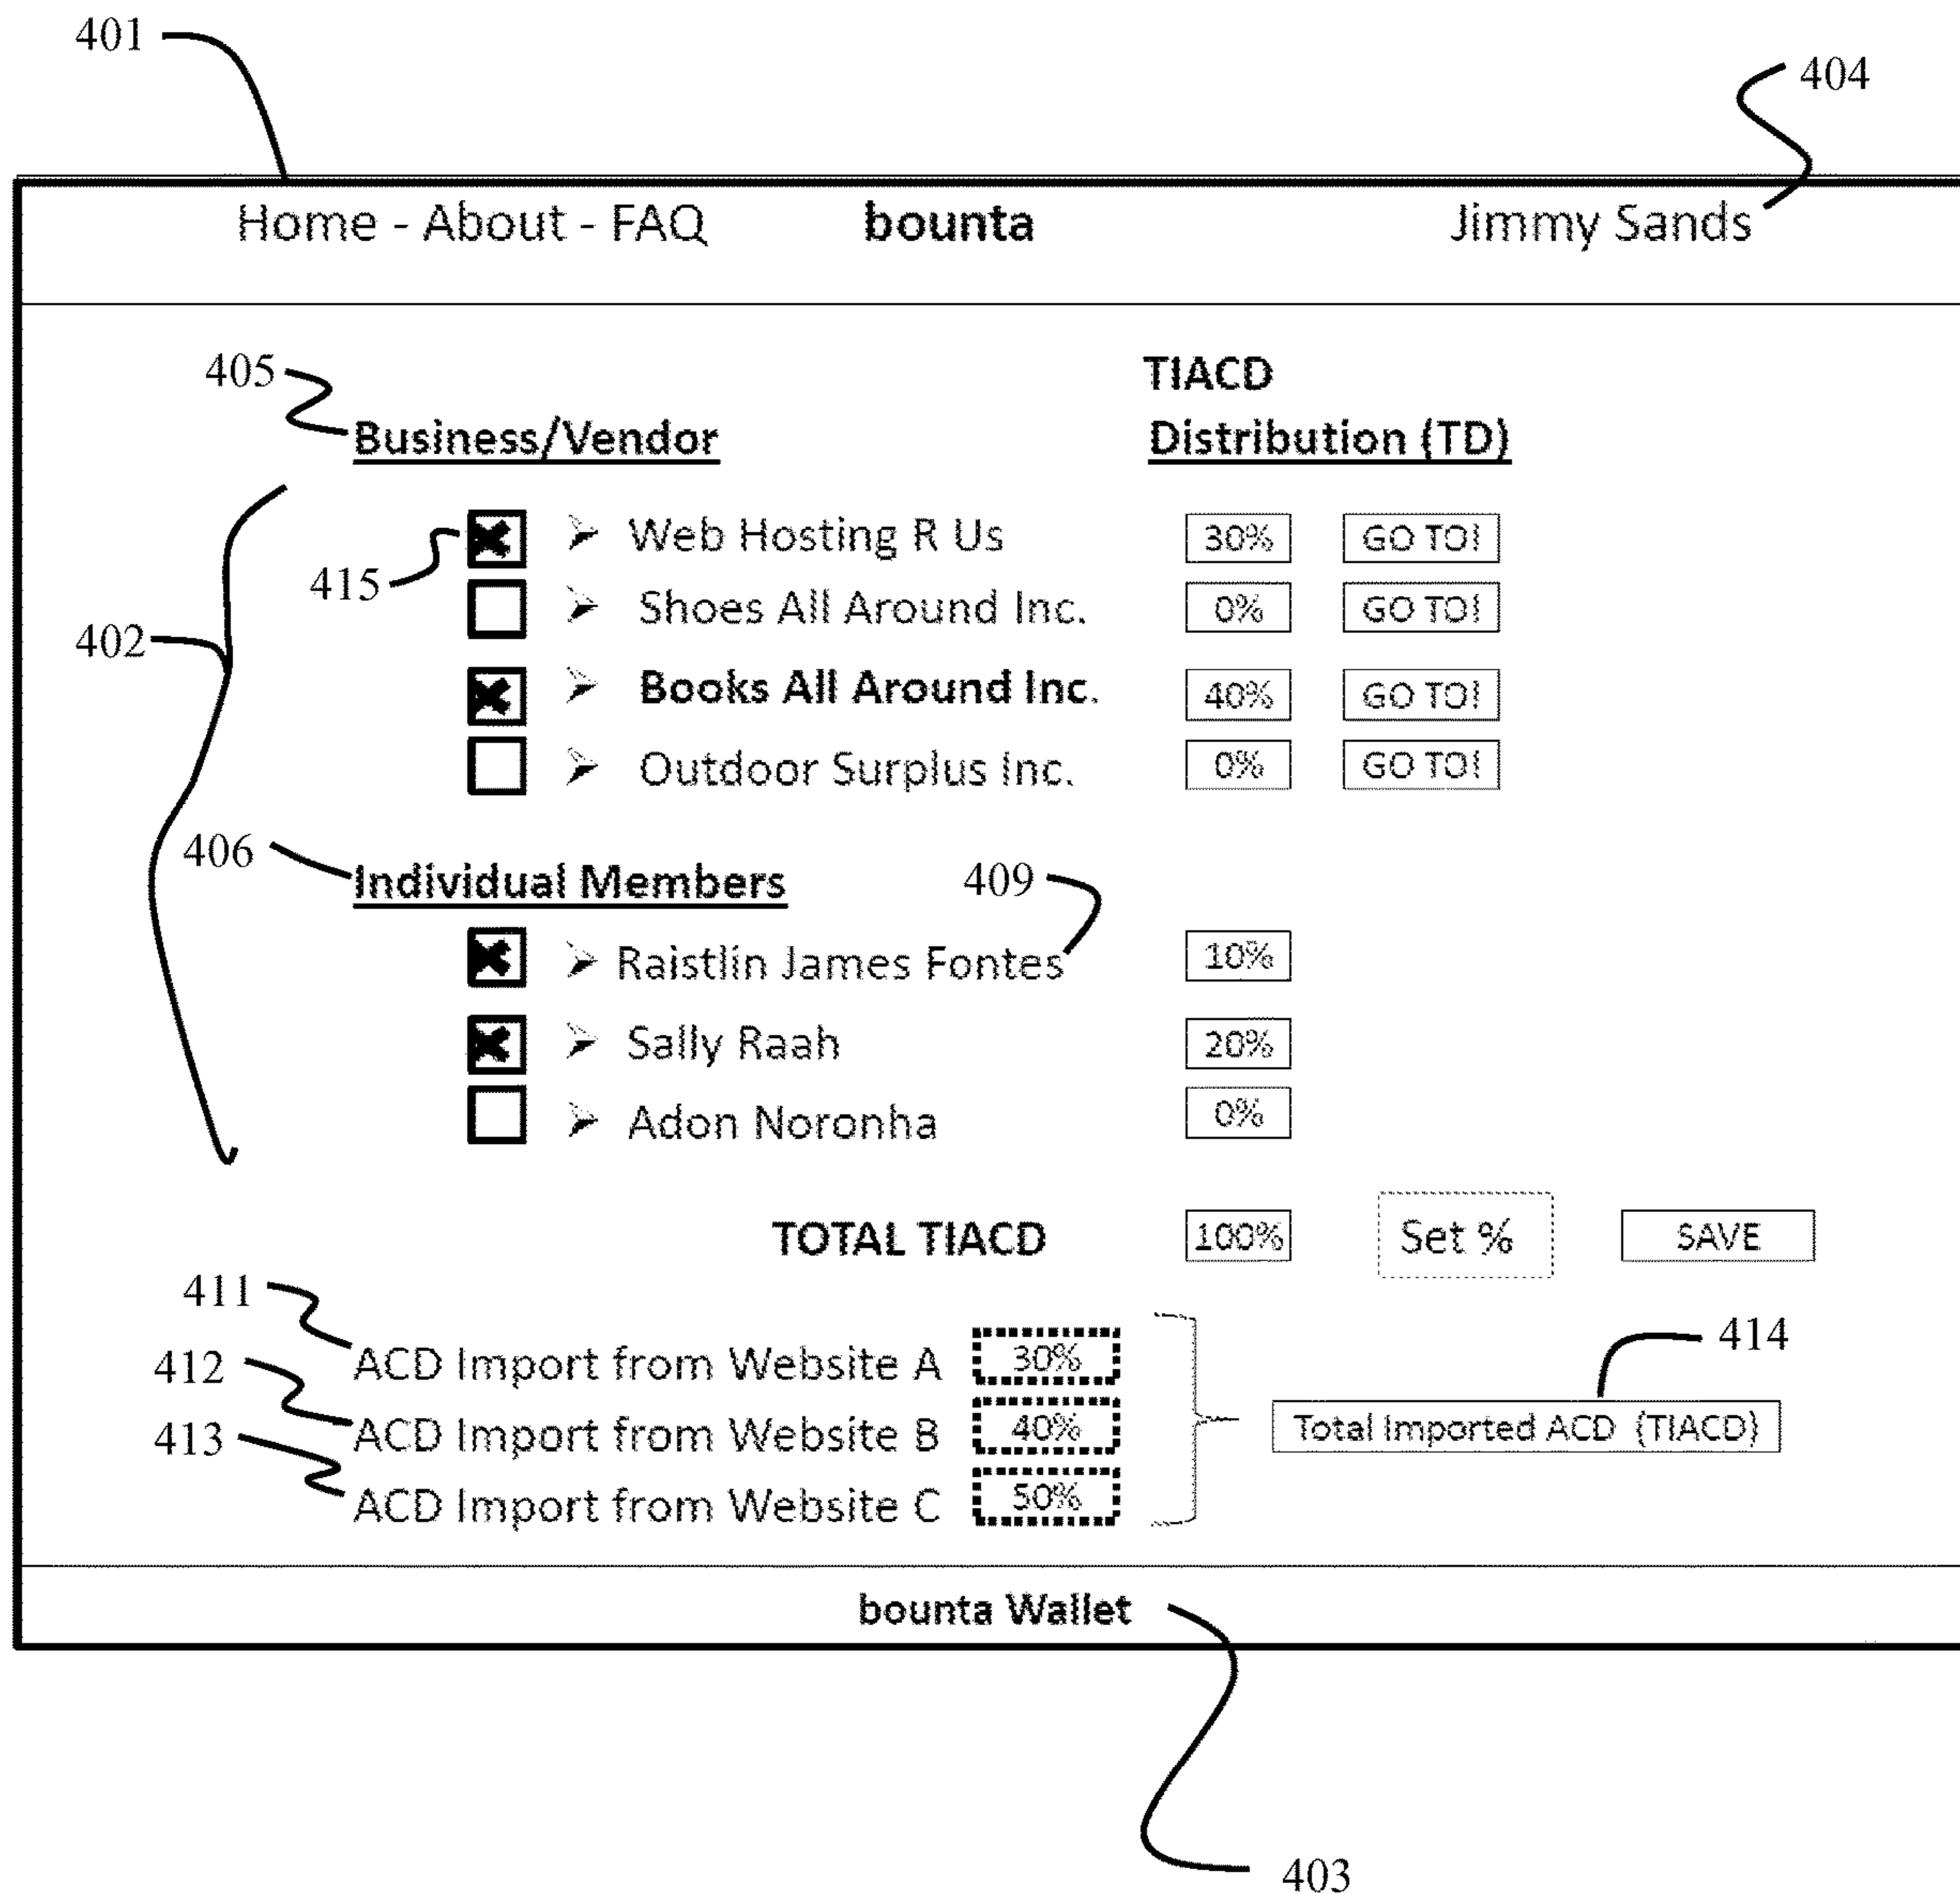 401
404
Home - About - FAQ bounta Jimmy Sands
405
TIACD
Business/Vendor Distribution (TD)
415
402
Web Hosting R Us 30% GO TO!
Shoes All Around Inc. 0% GO TO!
Books All Around Inc. 40% GO TO!
Outdoor Surplus Inc. 0% GO TO!
406
Individual Members
409
Raistlin James Fontes 10%
Sally Raah 20%
Adon Noronha 0%
TOTAL TIACD 100% Set % SAVE
411
ACD Import from Website A 30%
414
412
ACD Import from Website B 40%
Total Imported ACD (TIACD)
413
ACD Import from Website C 50%
bounta Wallet
403